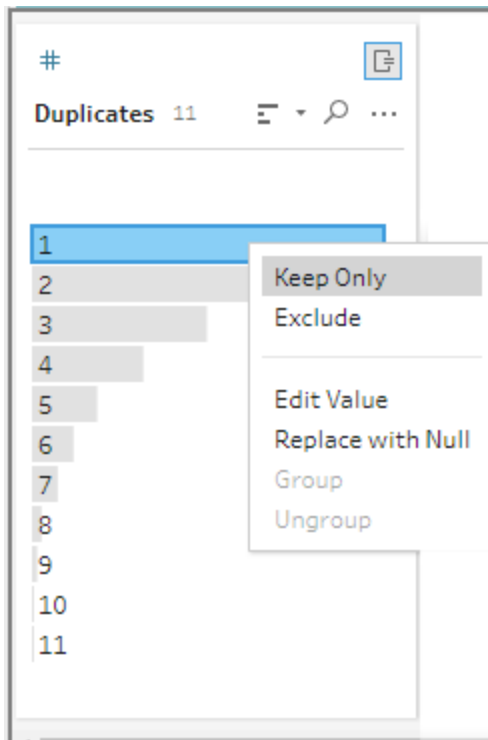 #
Duplicates 11
1
2
3
4
5
6
7
8
9
10
11
Keep Only
Exclude
Edit Value
Replace with Null
Group
Ungroup